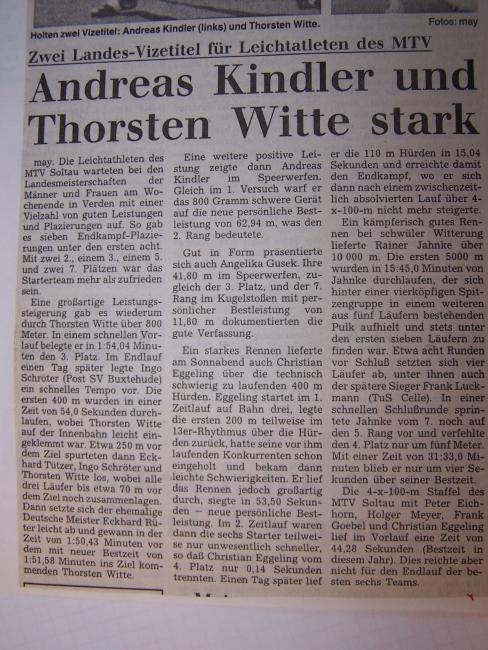 Holten zwei Vizetitel: Andreas Kindler (links) und Thorsten Witte.
Fotos: may
Zwei Landes-Vizetitel für Leichtathleten des MTV
Andreas Kindler und
Thorsten Witte stark
may. Die Leichtathleten des
MTV Soltau warteten bei den
Landesmeisterschaften der
Männer und Frauen am Wo-
chenende in Verden mit einer
Vielzahl von guten Leistungen
und Plazierungen auf. So gab
es sieben Endkampf-Plazie-
rungen unter den ersten acht.
Mit zwei 2., einem 3., einem 5.
und zwei 7. Plätzen war das
Starterteam mehr als zufrieden
sein.
Eine großartige Leistungs-
steigerung gab es wiederum
durch Thorsten Witte über 800
Meter. In einem schnellen Vor-
lauf belegte er in 1:54,04 Minu-
ten den 3. Platz. Im Endlauf
einen Tag später legte Ingo
Schröter (Post SV Buxtehude)
ein schnelles Tempo vor. Die
ersten 400 m wurden in einer
Zeit von 54,0 Sekunden durch-
laufen, wobei Thorsten Witte
auf der Innenbahn leicht ein-
geklemmt war. Etwa 250 m vor
dem Ziel spurteten dann Eck-
hard Tützer, Ingo Schröter und
Thorsten Witte los, wobei alle
drei Läufer bis etwa 70 m vor
dem Ziel noch zusammenlagen.
Dann setzte sich der ehemalige
Deutsche Meister Eckhard Rü-
ter leicht ab und gewann in der
Zeit von 1:50,43 Minuten vor
dem mit neuer Bestzeit von
1:51,58 Minuten ins Ziel kom-
menden Thorsten Witte.
Eine weitere positive Lei-
stung zeigte dann Andreas
Kindler im Speerwerfen.
Gleich im 1. Versuch warf er
das 800 Gramm schwere Gerät
auf die neue persönliche Best-
leistung von 62,94 m, was den
2. Rang bedeutete.
Gut in Form präsentierte
sich auch Angelika Gusek. Ihre
41,80 m im Speerwerfen, zu-
gleich der 3. Platz, und der 7.
Rang im Kugelstoßen mit per-
sönlicher Bestleistung von
11,80 m dokumentierten die
gute Verfassung.
Ein starkes Rennen lieferte
am Sonnabend auch Christian
Eggeling über die technisch
schwierig zu laufenden 400 m
Hürden. Eggeling startet im 1.
Zeitlauf auf Bahn drei, legte
die ersten 200 m teilweise im
13er-Rhythmus über die Hür-
den zurück, hatte seine vor ihm
laufenden Konkurrenten schon
eingeholt und bekam dann
leichte Schwierigkeiten. Er lief
das Rennen jedoch großartig
durch, siegte in 53,50 Sekun-
den – neue persönliche Best-
leistung. Im 2. Zeitlauf waren
dann die sechs Starter teilwei-
se nur unwesentlich schneller,
so daß Christian Eggeling vom
4. Platz nur 0,14 Sekunden
trennten. Einen Tag später lief
er die 110 m Hürden in 15,04
Sekunden und erreichte damit
den Endkampf, wo er sich
dann nach einem zwischenzeit-
lich absolvierten Lauf über 4-
x-100-m nicht mehr steigerte.
Ein kämpferisch gutes Ren-
nen bei schwüler Witterung
lieferte Rainer Jahnke über
10 000 m. Die ersten 5000 m
wurden in 15:45,0 Minuten von
Jahnke durchlaufen, der sich
hinter einer vierköpfigen Spit-
zengruppe in einem weiteren
aus fünf Läufern bestehenden
Pulk aufhielt und stets unter
den ersten sieben Läufern zu
finden war. Etwa acht Runden
vor Schluß setzten sich vier
Läufer ab, unter ihnen auch
der spätere Sieger Frank Luck-
mann (TuS Celle). In einer
schnellen Schlußrunde sprin-
tete Jahnke vom 7. noch auf
den 5. Rang vor und verfehlte
den 4. Platz nur um fünf Meter.
Mit einer Zeit von 31:33,0 Mi-
nuten blieb er nur um vier Se-
kunden über seiner Bestzeit.
Die 4-x-100-m Staffel des
MTV Soltau mit Peter Eich-
horn, Holger Meyer, Frank
Goebel und Christian Eggeling
lief im Vorlauf eine Zeit von
44,28 Sekunden (Bestzeit in
diesem Jahr). Dies reichte aber
nicht für den Endlauf der be-
sten sechs Teams.